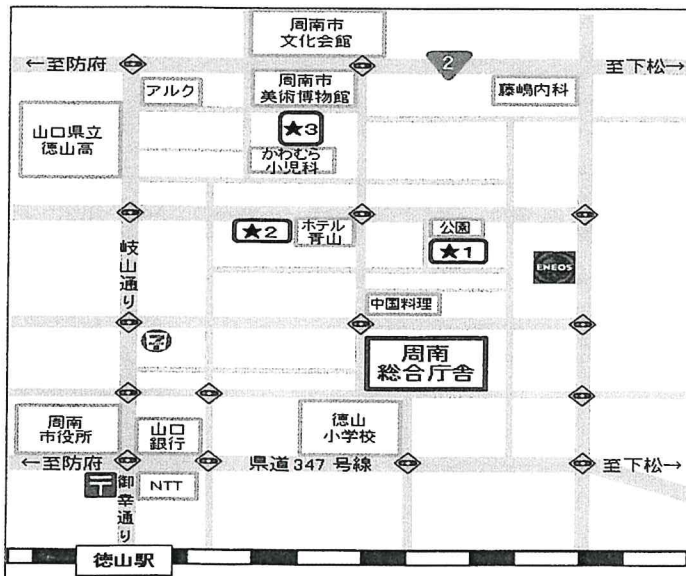 周南市
文化会館
←至防府
2
至下松→
アルク
周南市
美術博物館
藤嶋内科
山口県立
徳山高
★3
かわむら
小児科
★2
ホテル
青山
公園
★1
岐山通り
ENEOS
中国料理
7
周南
総合庁舎
周南
市役所
山口
銀行
徳山
小学校
←至防府
県道347号線
至下松→
〒
御幸通り
NTT
徳山駅